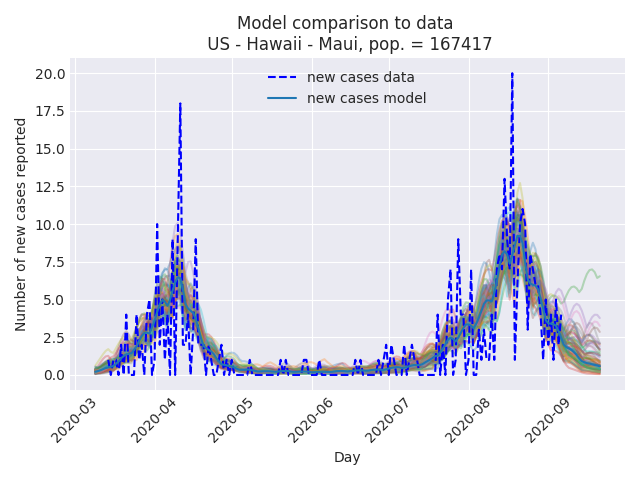 Model comparison to data
US - Hawaii - Maui, pop. = 167417
new cases data
new cases model
Number of new cases reported
20.0
17.5
15.0
12.5
10.0
7.5
5.0
2.5
0.0
2020-03
2020-04
2020-05
2020-06
2020-07
2020-08
2020-09
Day